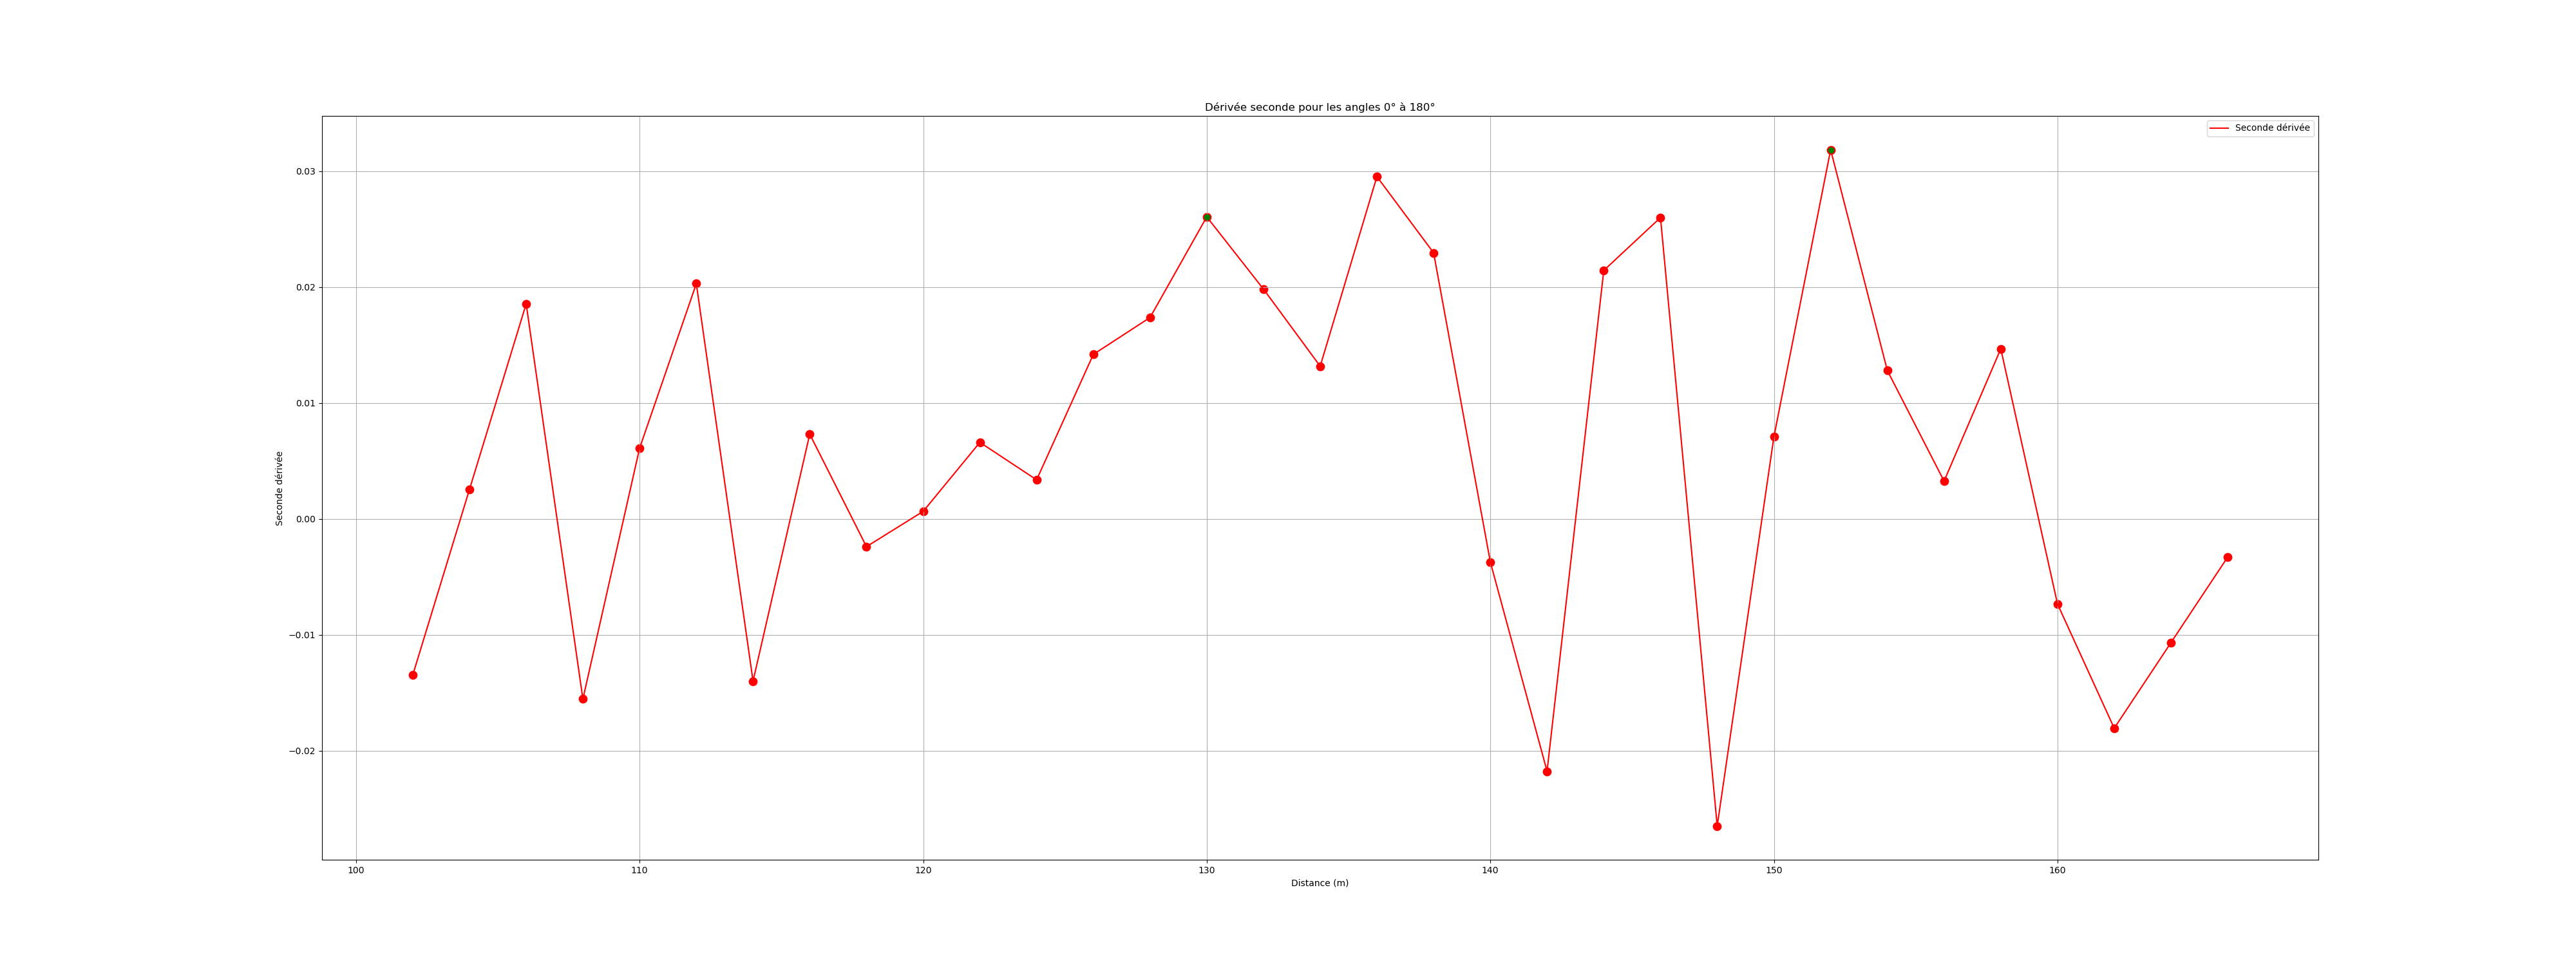 Dérivée seconde pour les angles 0° à 180°
Seconde dérivée
0.03
0.02
0.01
0.00
−0.01
−0.02
Seconde dérivée
100 110 120 130 140 150 160
Distance (m)